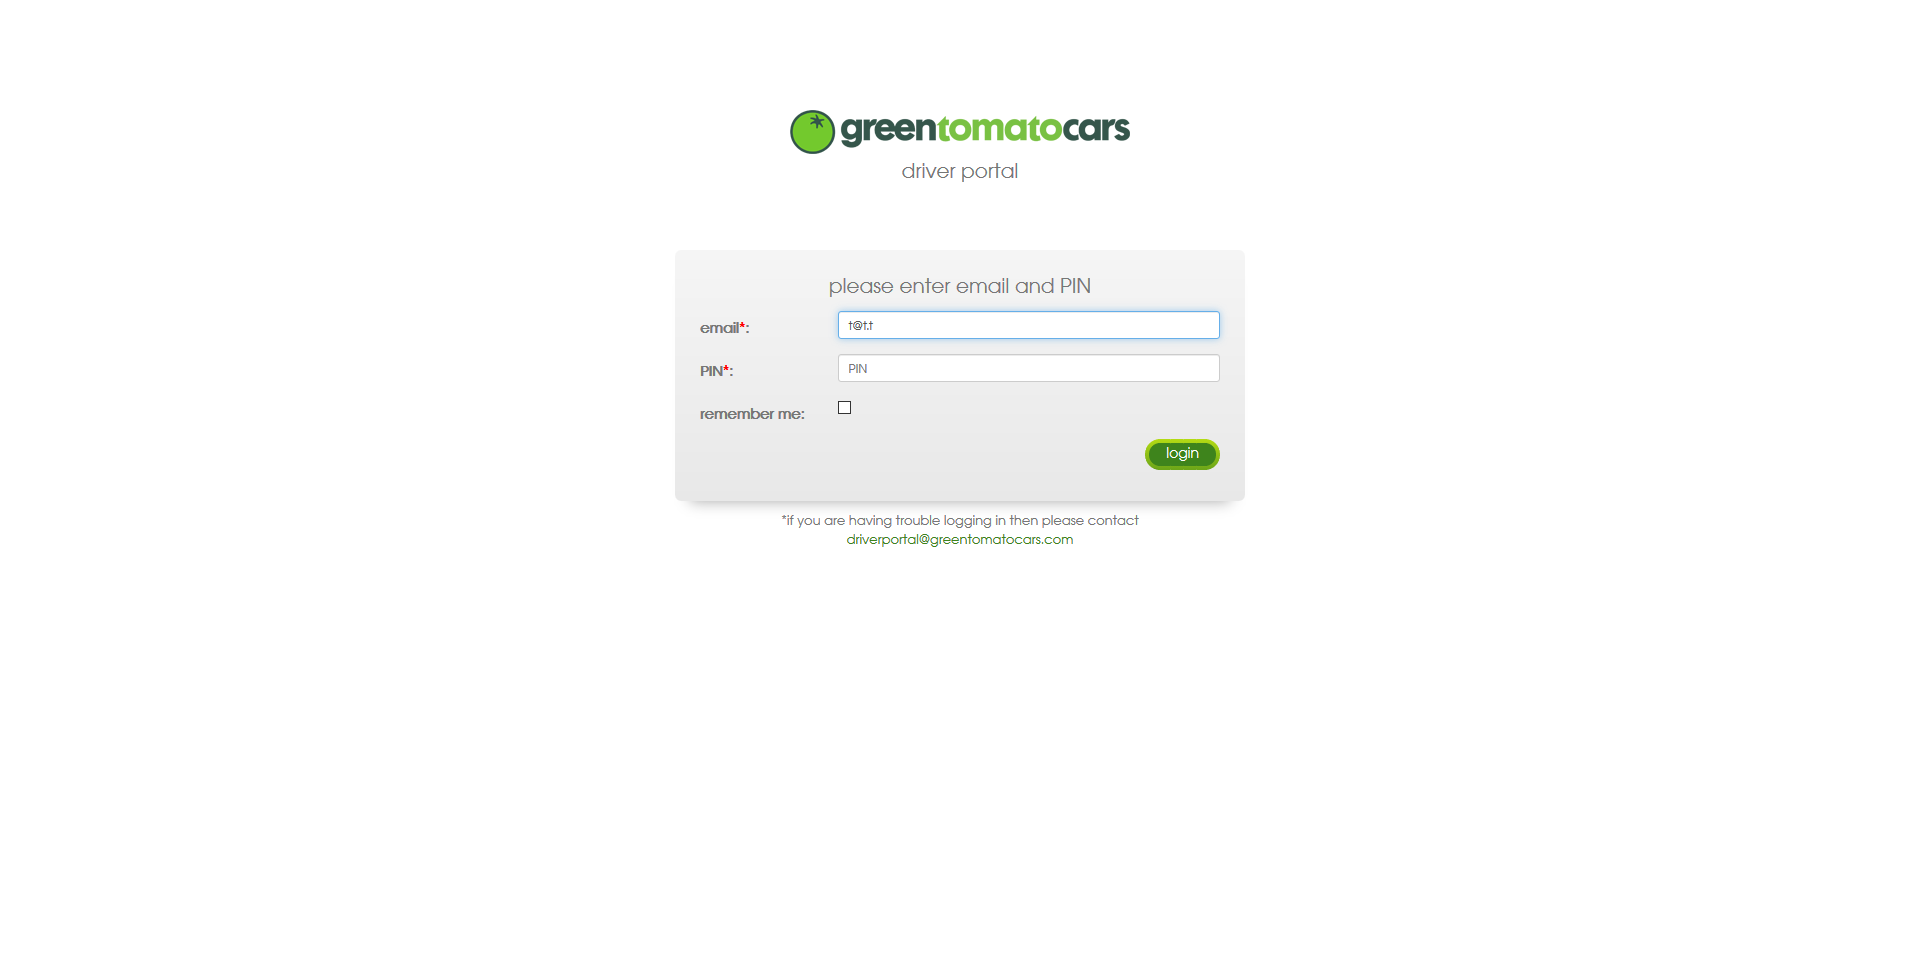 greentomatocars
driver portal
please enter email and PIN
email*:
t@t.t
PIN*:
PIN
remember me:
login
*if you are having trouble logging in then please contact
driverportal@greentomatocars.com